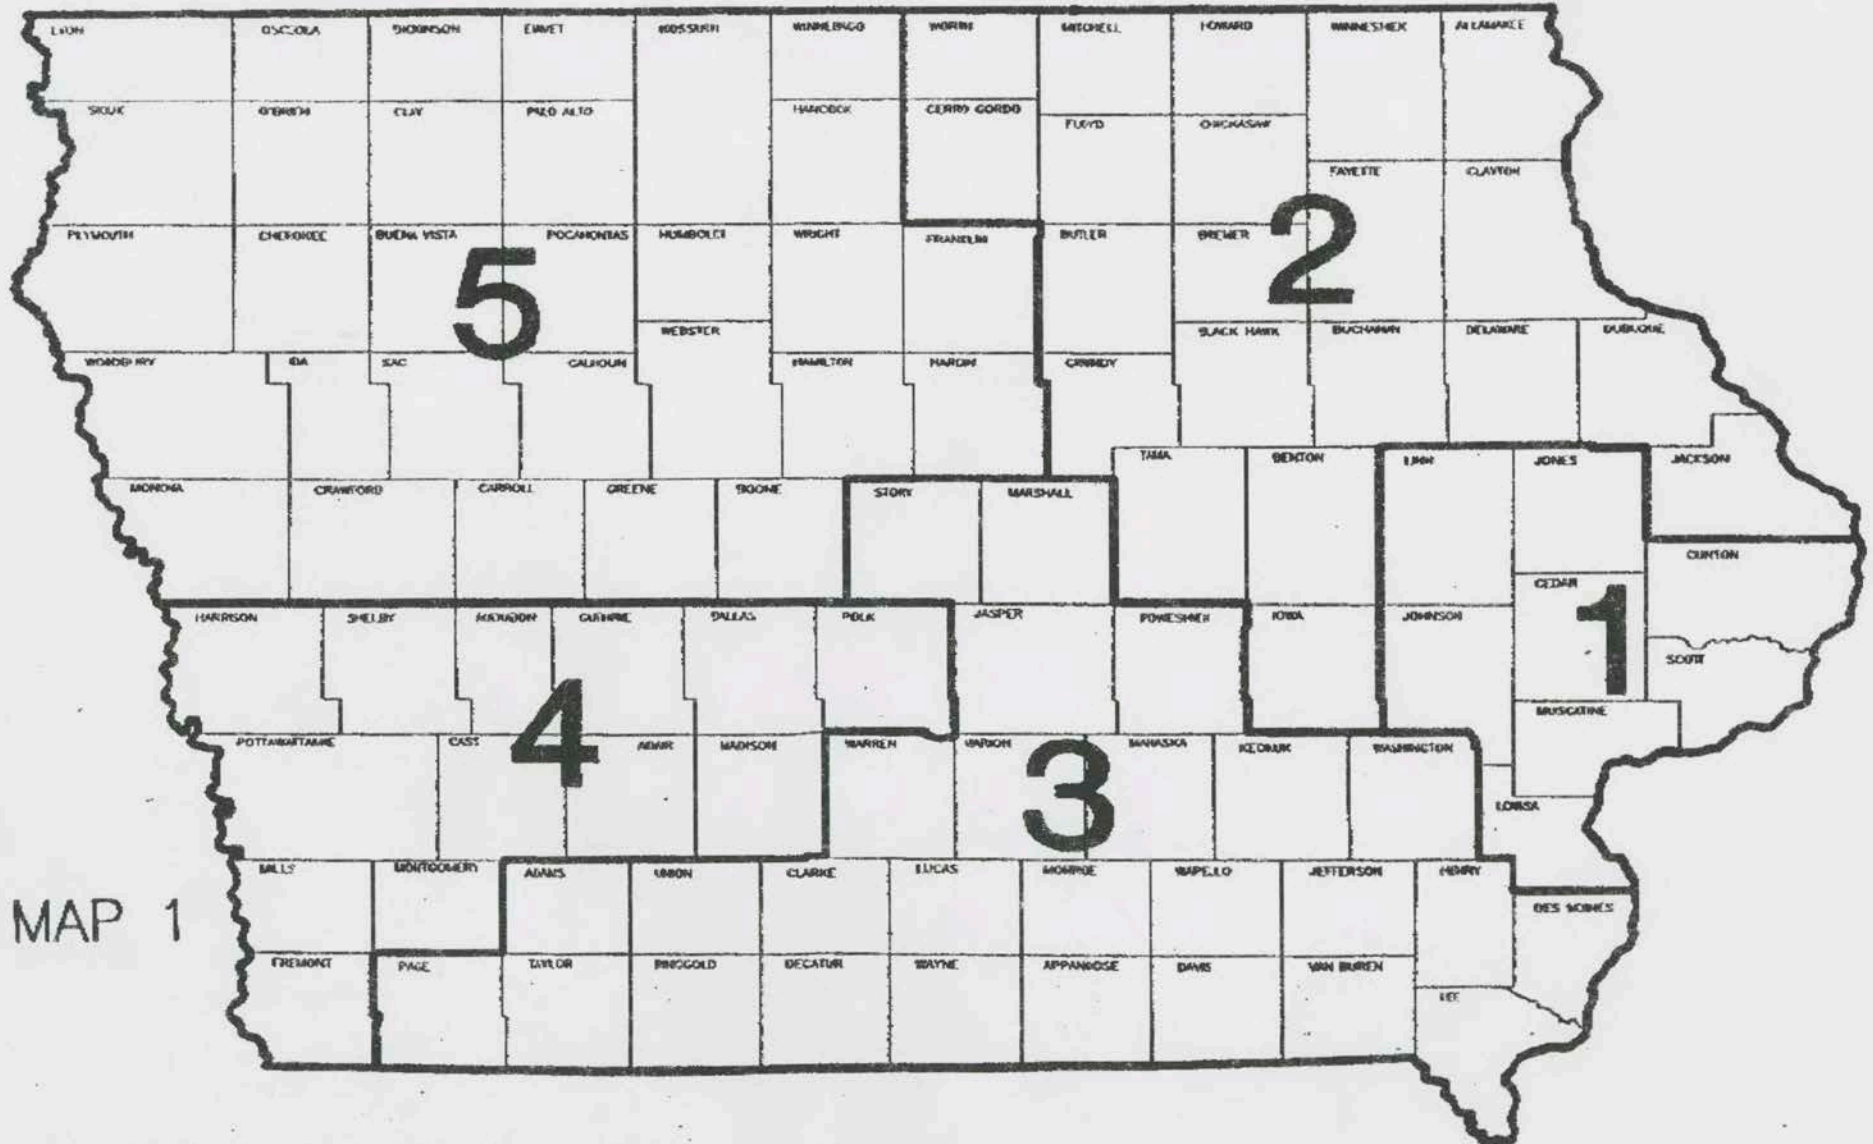 LYON OSCEOLA DICKINSON EMMET KOSSUTH WINNEBAGO WORTH MITCHELL HOWARD WINNESHIEK ALLAMAKEE
SIOUX O'BRIEN CLAY PALO ALTO HANCOCK CERRO GORDO FLOYD CHICKASAW
FAYETTE CLAYTON
PLYMOUTH CHEROKEE BUENA VISTA POCAHONTAS HUMBOLDT WRIGHT FRANKLIN BUTLER BREMER
2
5
WEBSTER BLACK HAWK BUCHANAN DELAWARE DUBUQUE
WOODBURY IDA SAC CALHOUN HAMILTON HARDIN GRUNDY
TAMA BENTON LINN JONES JACKSON
MONONA CRAWFORD CARROLL GREENE BOONE STORY MARSHALL
CLINTON
CEDAR
1
HARRISON SHELBY AUDUBON GUTHRIE DALLAS POLK JASPER POWESHIEK IOWA JOHNSON
SCOTT
MUSCATINE
4
POTTAWATTAMIE CASS ADAIR MADISON WARREN MARION MAHASKA KEOKUK WASHINGTON
3
LOUISA
MILLS MONTGOMERY ADAMS UNION CLARKE LUCAS MONROE WAPELLO JEFFERSON HENRY
DES MOINES
MAP 1
FREMONT PAGE TAYLOR RINGGOLD DECATUR WAYNE APPANOOSE DAVIS VAN BUREN
LEE